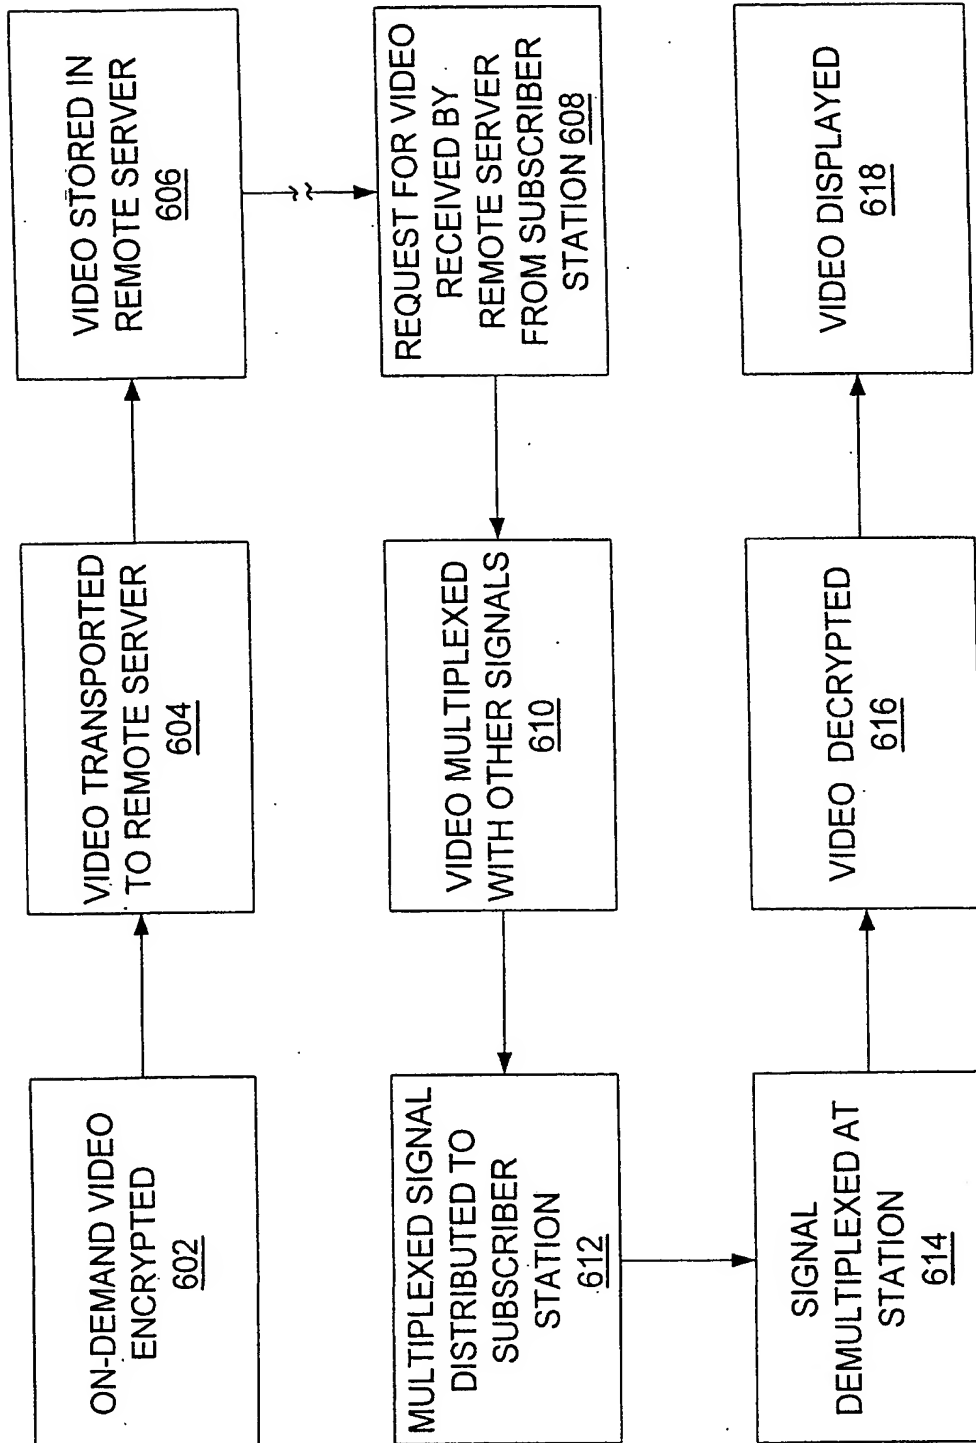 ON-DEMAND VIDEO
ENCRYPTED
602
VIDEO TRANSPORTED
TO REMOTE SERVER
604
VIDEO STORED IN
REMOTE SERVER
606
REQUEST FOR VIDEO
RECEIVED BY
REMOTE SERVER
FROM SUBSCRIBER
STATION 608
VIDEO MULTIPLEXED
WITH OTHER SIGNALS
610
MULTIPLEXED SIGNAL
DISTRIBUTED TO
SUBSCRIBER
STATION
612
SIGNAL
DEMULTIPLEXED AT
STATION
614
VIDEO DECRYPTED
616
VIDEO DISPLAYED
618